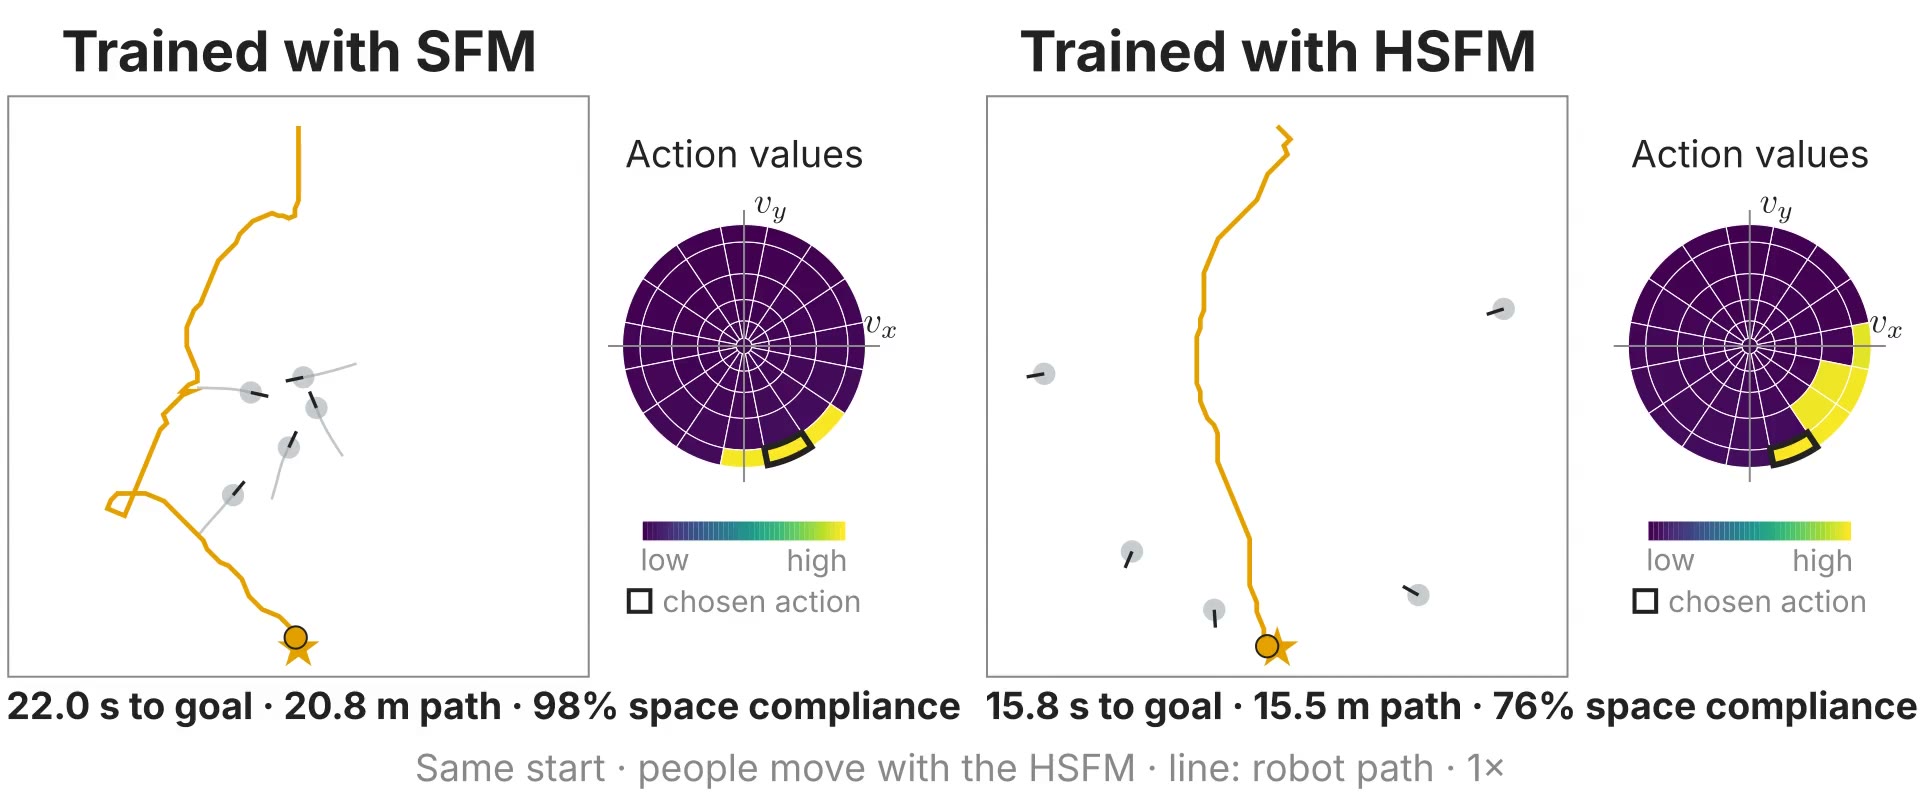 Trained with SFM
Action values
v_y
v_x
low high
chosen action
22.0 s to goal · 20.8 m path · 98% space compliance
Trained with HSFM
Action values
v_y
v_x
low high
chosen action
15.8 s to goal · 15.5 m path · 76% space compliance
Same start · people move with the HSFM · line: robot path · 1×